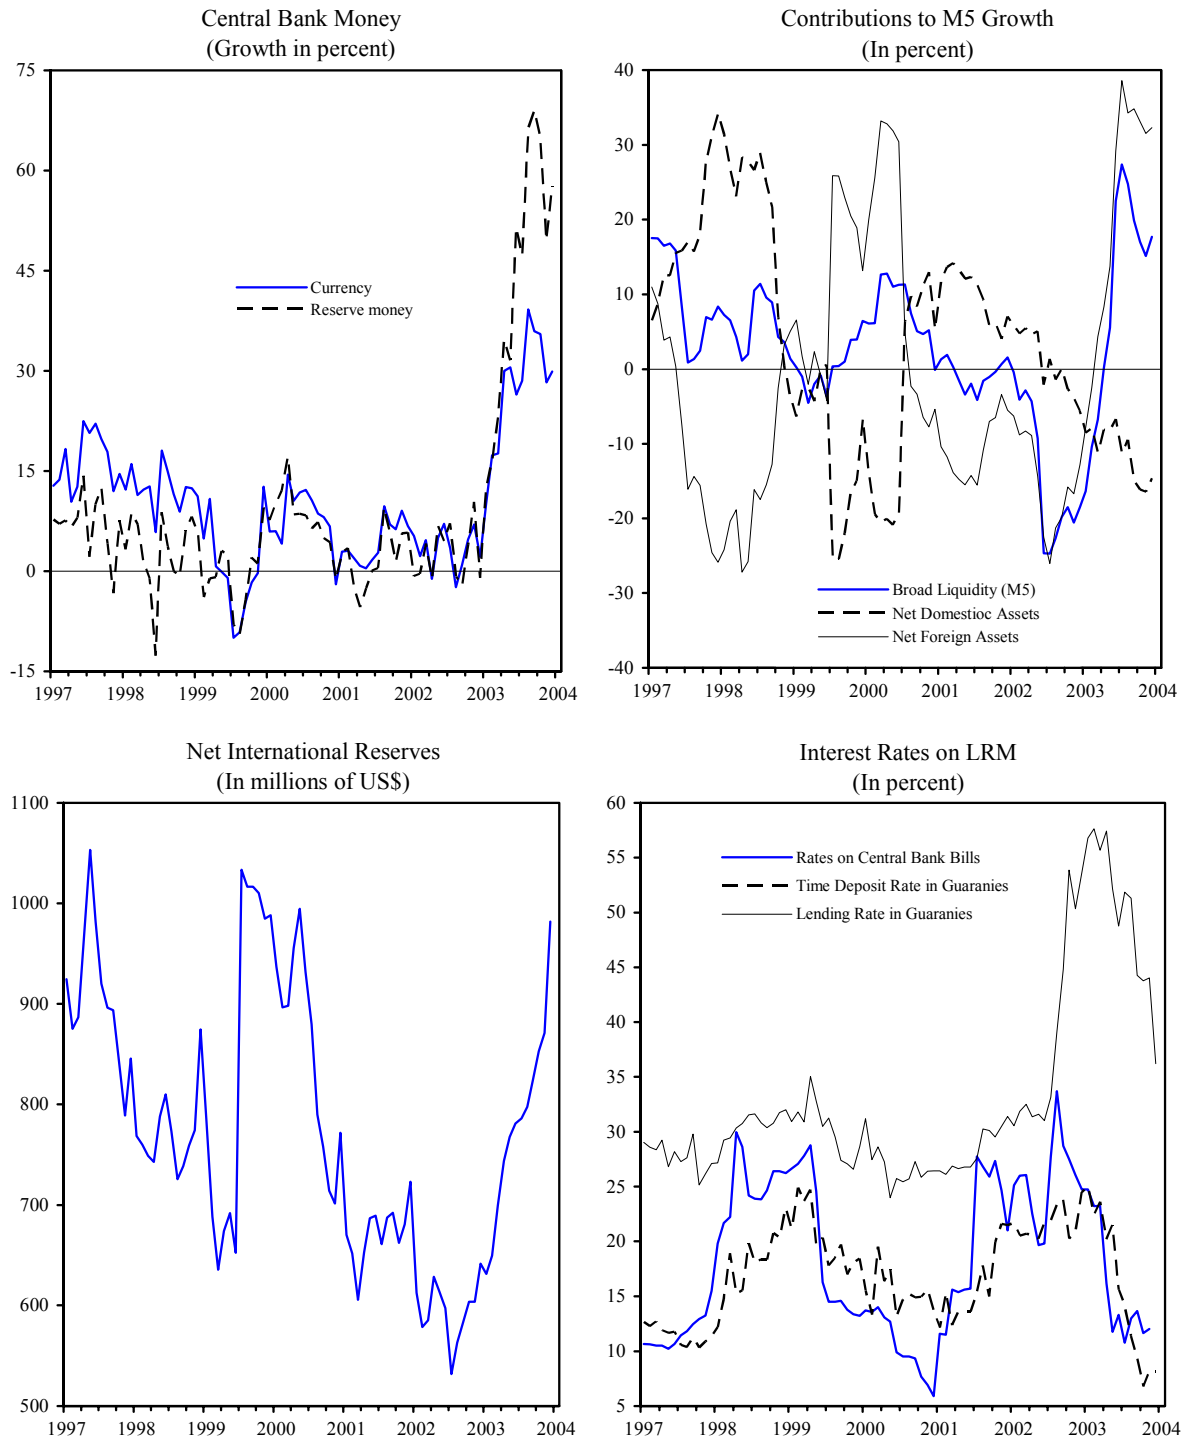 Central Bank Money
(Growth in percent)
75
60
45
30
15
0
-15
Currency
Reserve money
1997 1998 1999 2000 2001 2002 2003 2004
Contributions to M5 Growth
(In percent)
40
30
20
10
0
-10
-20
-30
-40
Broad Liquidity (M5)
Net Domestioc Assets
Net Foreign Assets
1997 1998 1999 2000 2001 2002 2003 2004
Net International Reserves
(In millions of US$)
1100
1000
900
800
700
600
500
1997 1998 1999 2000 2001 2002 2003 2004
Interest Rates on LRM
(In percent)
60
55
50
45
40
35
30
25
20
15
10
5
Rates on Central Bank Bills
Time Deposit Rate in Guaranies
Lending Rate in Guaranies
1997 1998 1999 2000 2001 2002 2003 2004